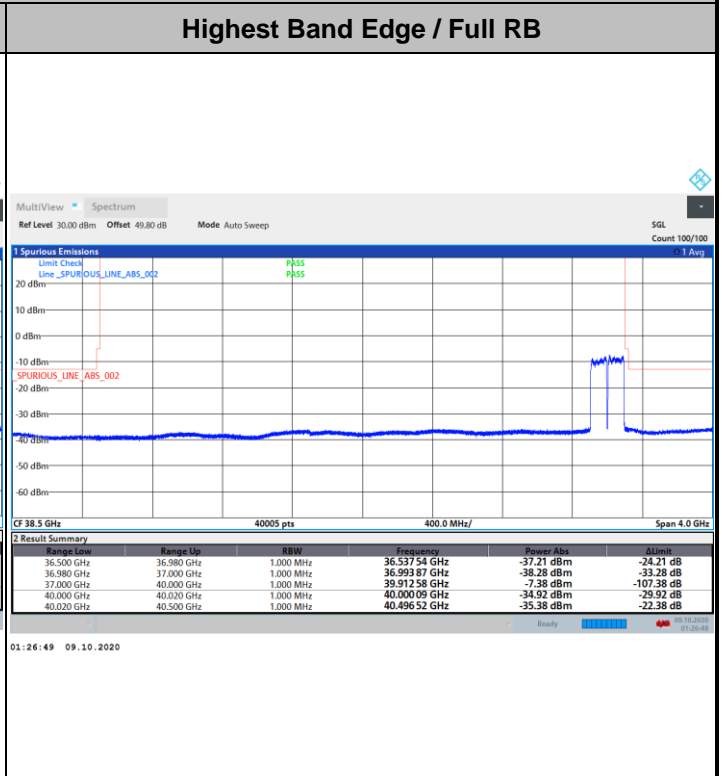 Highest Band Edge / Full RB
MultiView Spectrum
Ref Level 30.00 dBm Offset 49.80 dB Mode Auto Sweep SGL
Count 100/100
1 Spurious Emissions 1 Avg
Limit Check PASS
Line _SPURIOUS_LINE_ABS_002 PASS
20 dBm
10 dBm
0 dBm
-10 dBm
_SPURIOUS_LINE_ABS_002
-20 dBm
-30 dBm
-40 dBm
-50 dBm
-60 dBm
CF 38.5 GHz 40005 pts 400.0 MHz/ Span 4.0 GHz
2 Result Summary
Range Low Range Up RBW Frequency Power Abs ΔLimit
36.500 GHz 36.980 GHz 1.000 MHz 36.537 54 GHz -37.21 dBm -24.21 dB
36.980 GHz 37.000 GHz 1.000 MHz 36.993 87 GHz -38.28 dBm -33.28 dB
37.000 GHz 40.000 GHz 1.000 MHz 39.912 58 GHz -7.38 dBm -107.38 dB
40.000 GHz 40.020 GHz 1.000 MHz 40.000 09 GHz -34.92 dBm -29.92 dB
40.020 GHz 40.500 GHz 1.000 MHz 40.496 52 GHz -35.38 dBm -22.38 dB
Ready 09.10.2020
01:26:48
01:26:49 09.10.2020